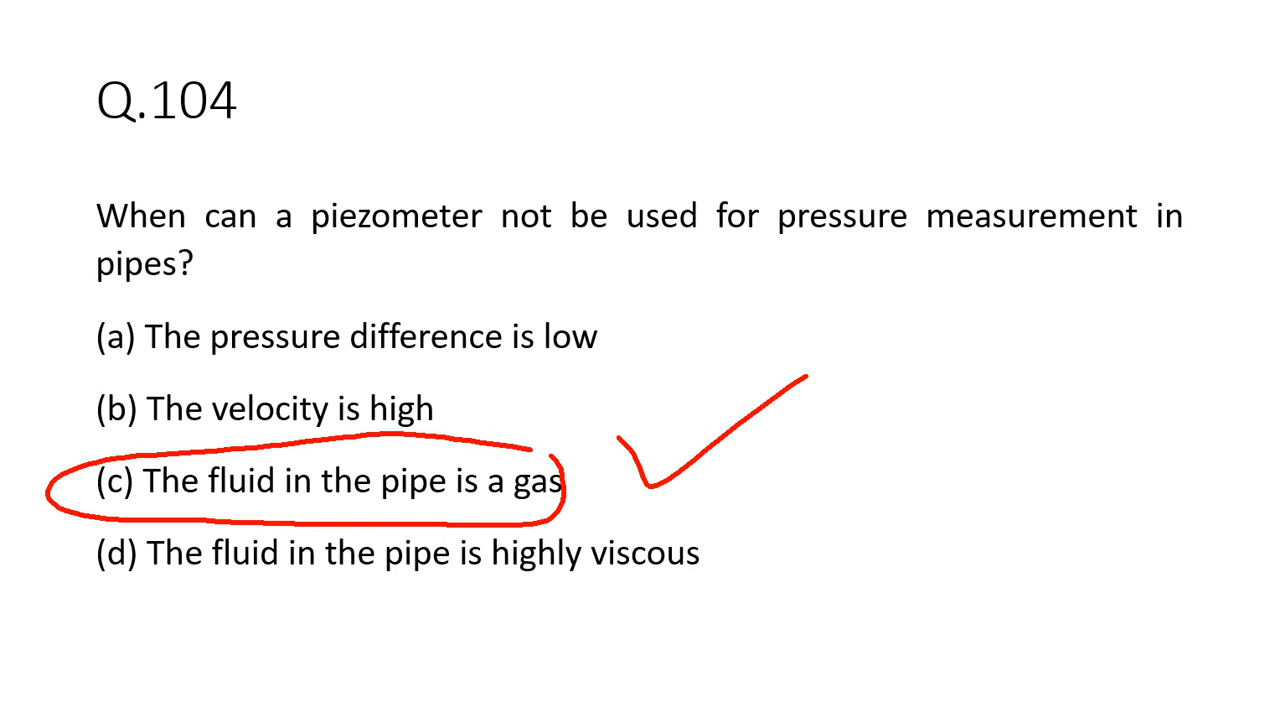 Q.104
When can a piezometer not be used for pressure measurement in
pipes?
(a) The pressure difference is low
(b) The velocity is high
(c) The fluid in the pipe is a gas
(d) The fluid in the pipe is highly viscous